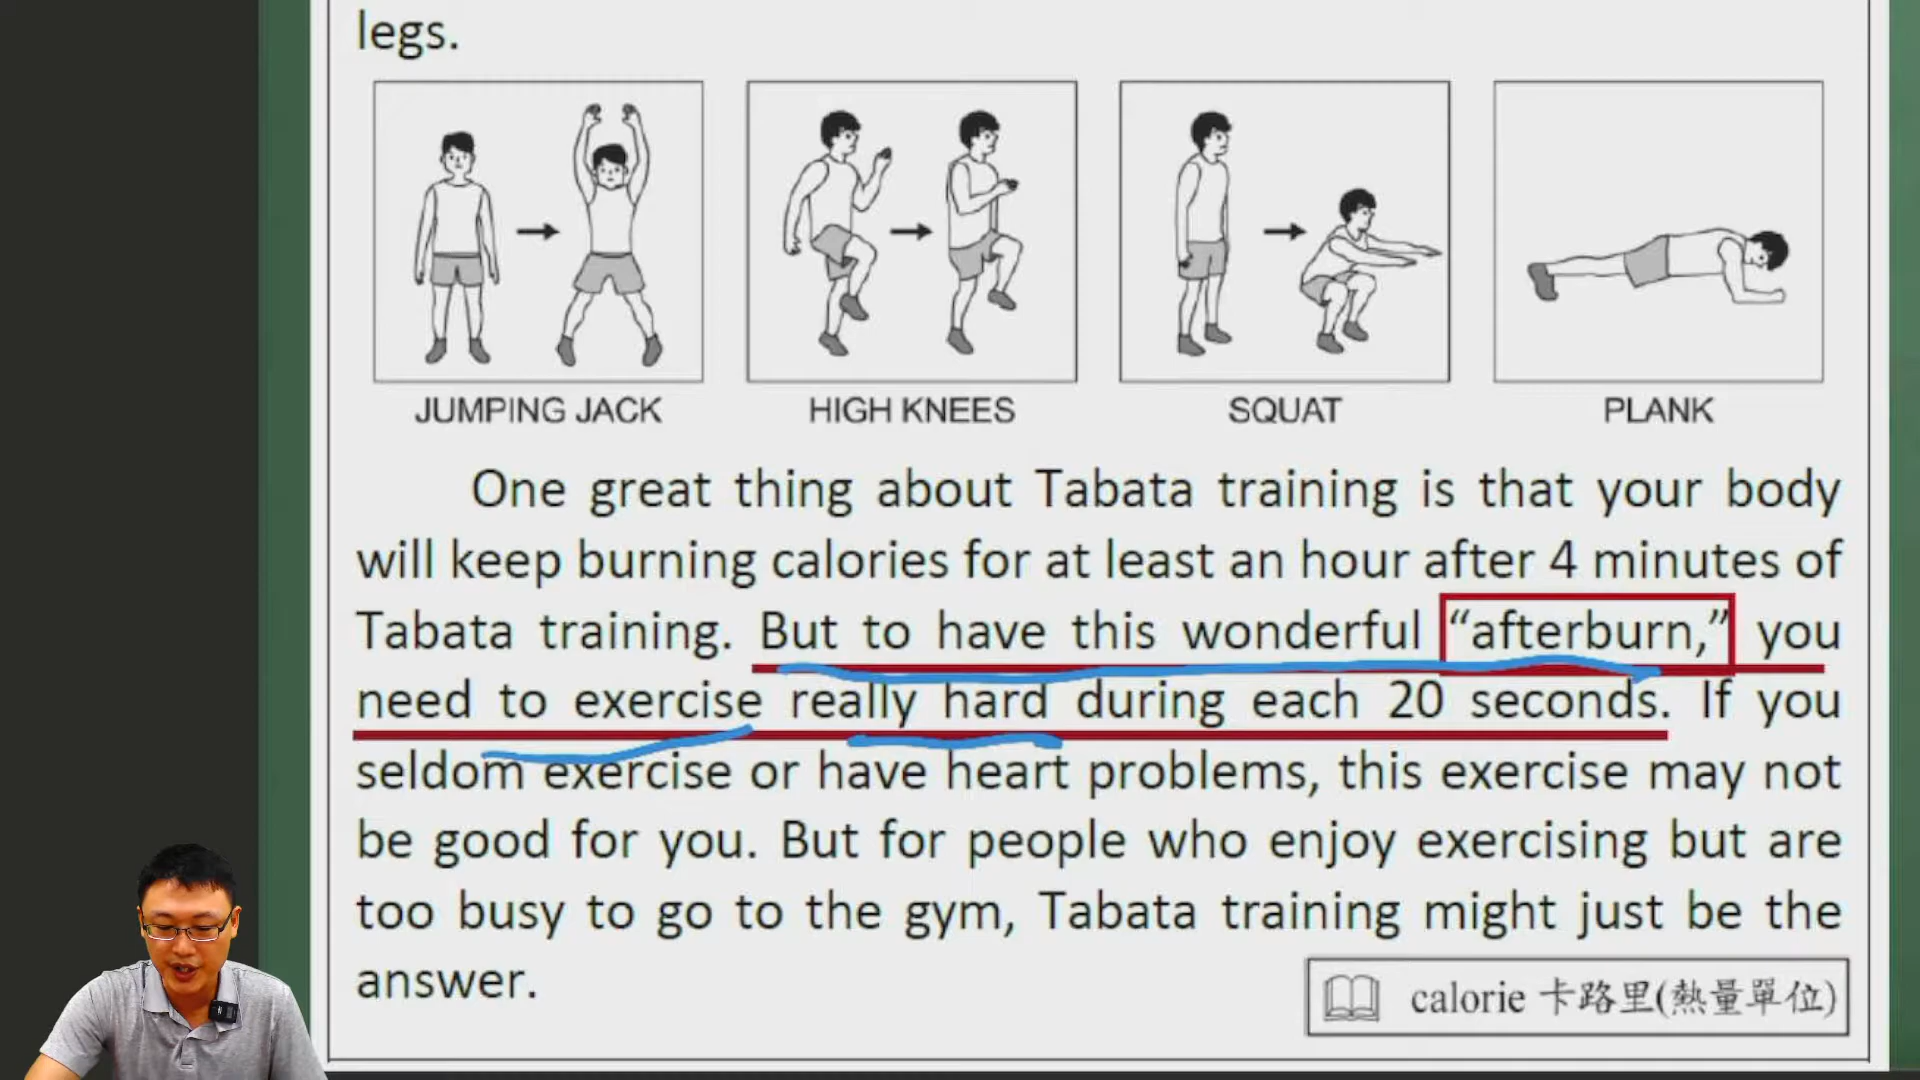 legs.
JUMPING JACK
HIGH KNEES
SQUAT
PLANK
One great thing about Tabata training is that your body
will keep burning calories for at least an hour after 4 minutes of
Tabata training. But to have this wonderful “afterburn,” you
need to exercise really hard during each 20 seconds. If you
seldom exercise or have heart problems, this exercise may not
be good for you. But for people who enjoy exercising but are
too busy to go to the gym, Tabata training might just be the
answer.
calorie 卡路里(熱量單位)